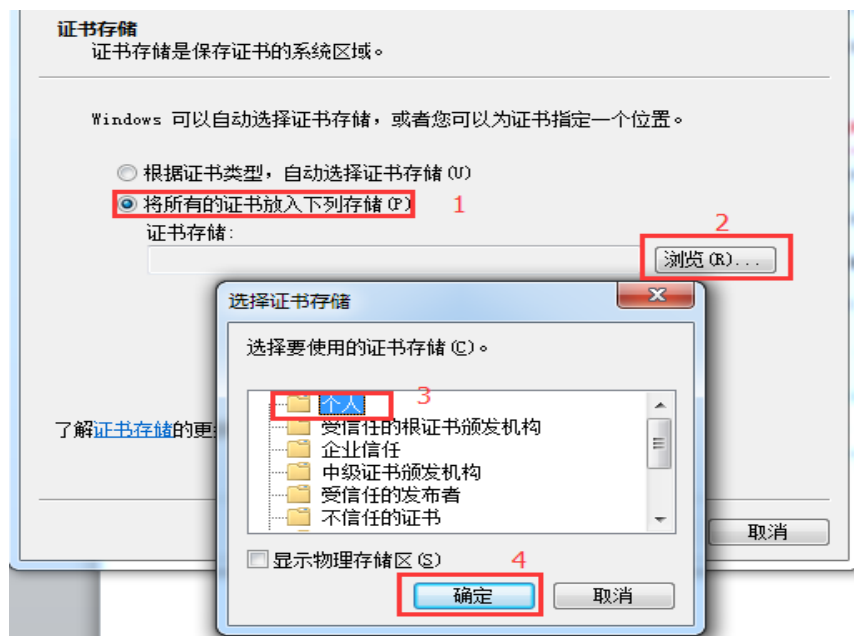 证书存储
证书存储是保存证书的系统区域。
Windows 可以自动选择证书存储，或者您可以为证书指定一个位置。
根据证书类型，自动选择证书存储(U)
将所有的证书放入下列存储(P) 1
证书存储:
2
浏览(R)...
选择证书存储
选择要使用的证书存储(C)。
个人 3
受信任的根证书颁发机构
企业信任
中级证书颁发机构
受信任的发布者
不信任的证书
了解证书存储的更
取消
显示物理存储区(S) 4
确定 取消